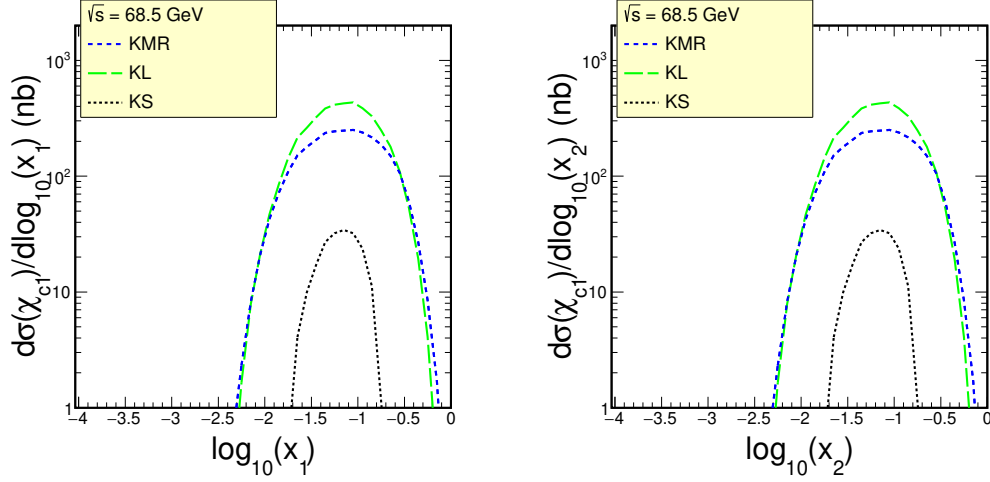 √s = 68.5 GeV
KMR
KL
KS
dσ(χc1)/dlog10(x1) (nb)
10³
10²
10
1
−4 −3.5 −3 −2.5 −2 −1.5 −1 −0.5 0
log10(x1)
√s = 68.5 GeV
KMR
KL
KS
dσ(χc1)/dlog10(x2) (nb)
10³
10²
10
1
−4 −3.5 −3 −2.5 −2 −1.5 −1 −0.5 0
log10(x2)